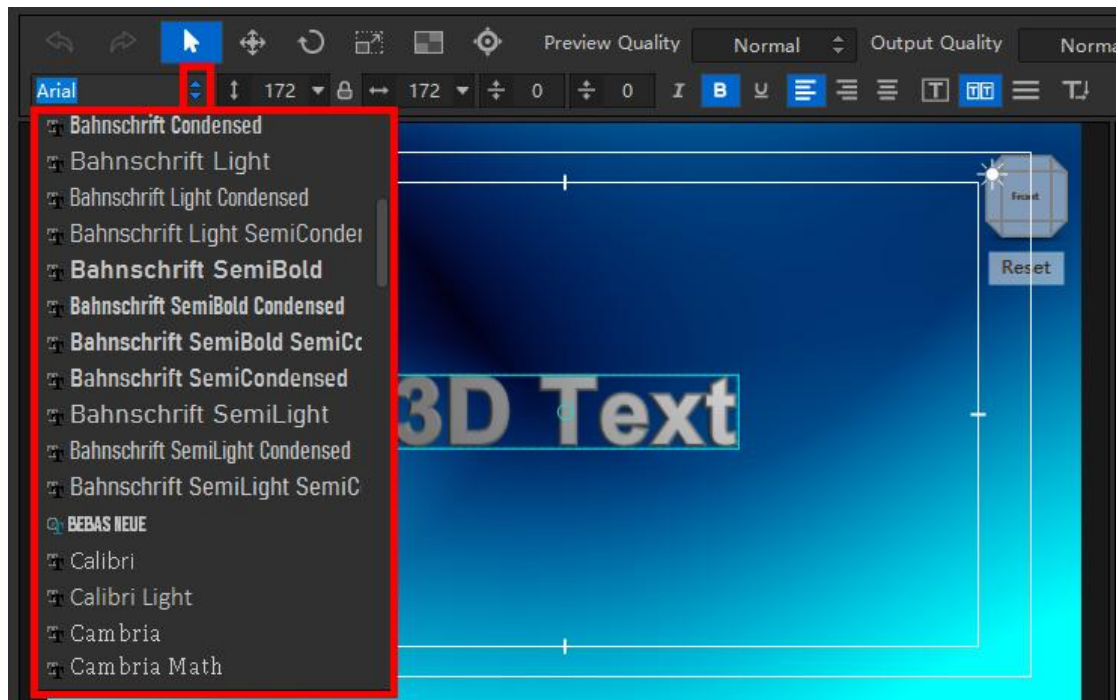 Preview Quality Normal Output Quality Norma
Arial 172 172 0 0 I B U T TT T
Bahnschrift Condensed
Bahnschrift Light
Bahnschrift Light Condensed
Bahnschrift Light SemiConder
Bahnschrift SemiBold
Bahnschrift SemiBold Condensed
Bahnschrift SemiBold SemiCc
Bahnschrift SemiCondensed
Bahnschrift SemiLight
Bahnschrift SemiLight Condensed
Bahnschrift SemiLight SemiC
BEBAS NEUE
Calibri
Calibri Light
Cambria
Cambria Math
Front
Reset
3D Text